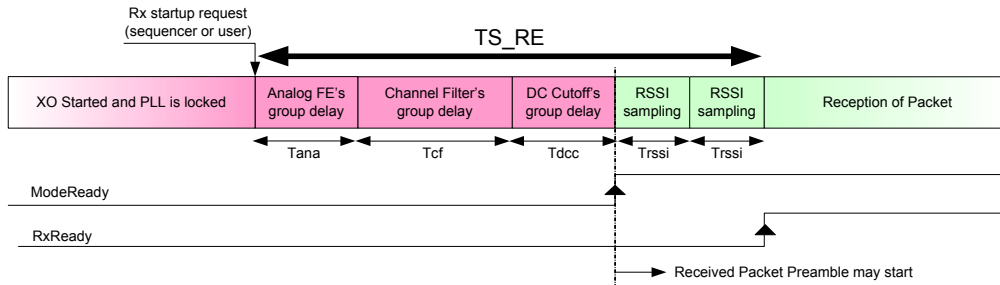 Rx startup request
(sequencer or user)
TS_RE
XO Started and PLL is locked
Analog FE's
group delay
Channel Filter's
group delay
DC Cutoff's
group delay
RSSI
sampling
RSSI
sampling
Reception of Packet
Tana
Tcf
Tdcc
Trssi
Trssi
ModeReady
RxReady
Received Packet Preamble may start